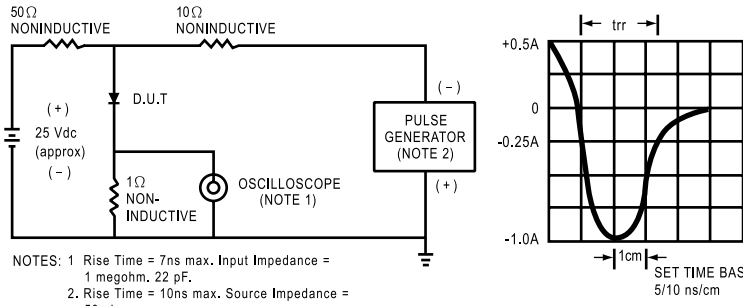 50Ω
NONINDUCTIVE
10Ω
NONINDUCTIVE
D.U.T
(+)
25 Vdc
(approx)
(−)
1Ω
NON-
INDUCTIVE
OSCILLOSCOPE
(NOTE 1)
(−)
PULSE
GENERATOR
(NOTE 2)
(+)
trr
+0.5A
0
-0.25A
-1.0A
1cm
SET TIME BAS
5/10 ns/cm
NOTES: 1 Rise Time = 7ns max. Input Impedance =
1 megohm. 22 pF.
2. Rise Time = 10ns max. Source Impedance =